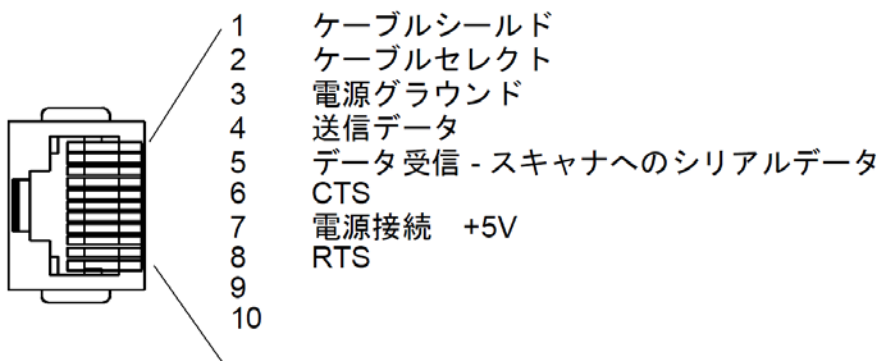 1 ケーブルシールド
2 ケーブルセレクト
3 電源グラウンド
4 送信データ
5 データ受信 - スキャナへのシリアルデータ
6 CTS
7 電源接続 +5V
8 RTS
9
10